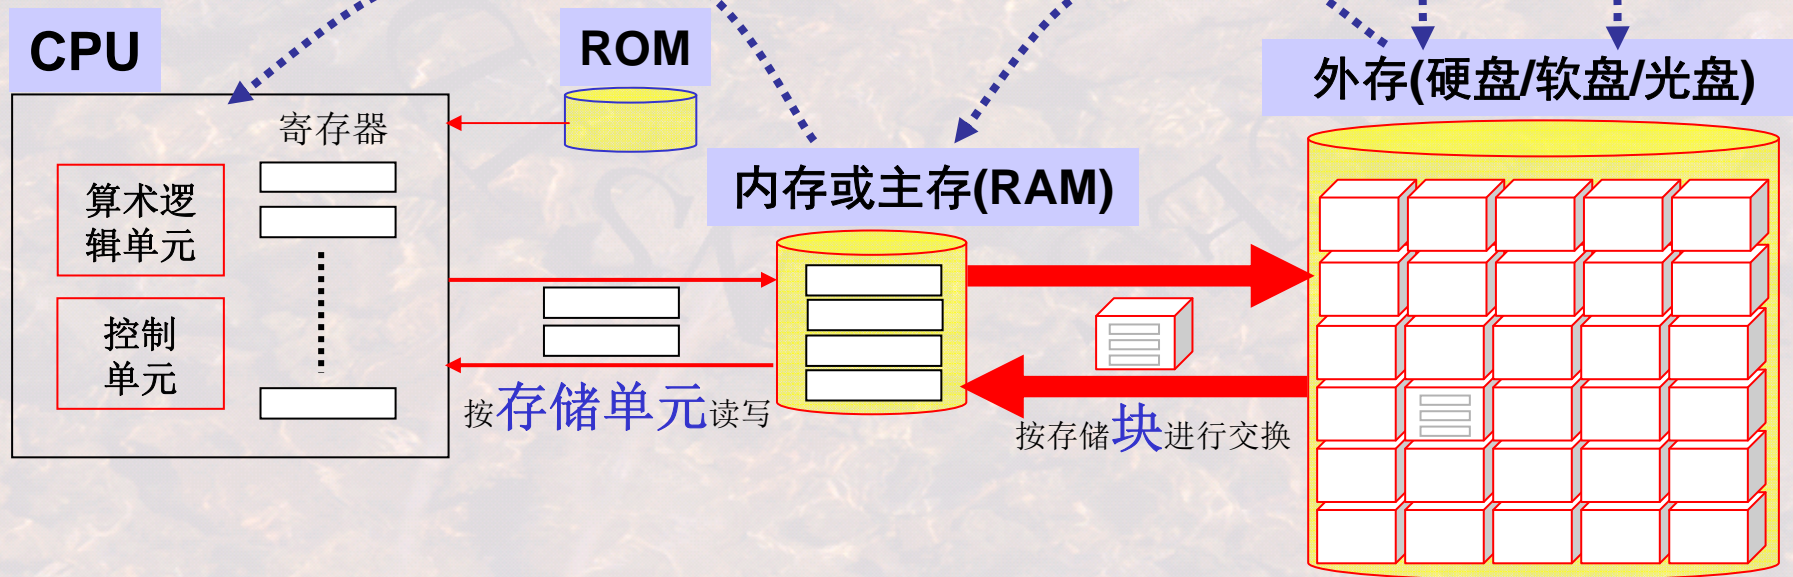 CPU
ROM
外存(硬盘/软盘/光盘)
寄存器
内存或主存(RAM)
算术逻
辑单元
控制
单元
按存储单元读写
按存储块进行交换